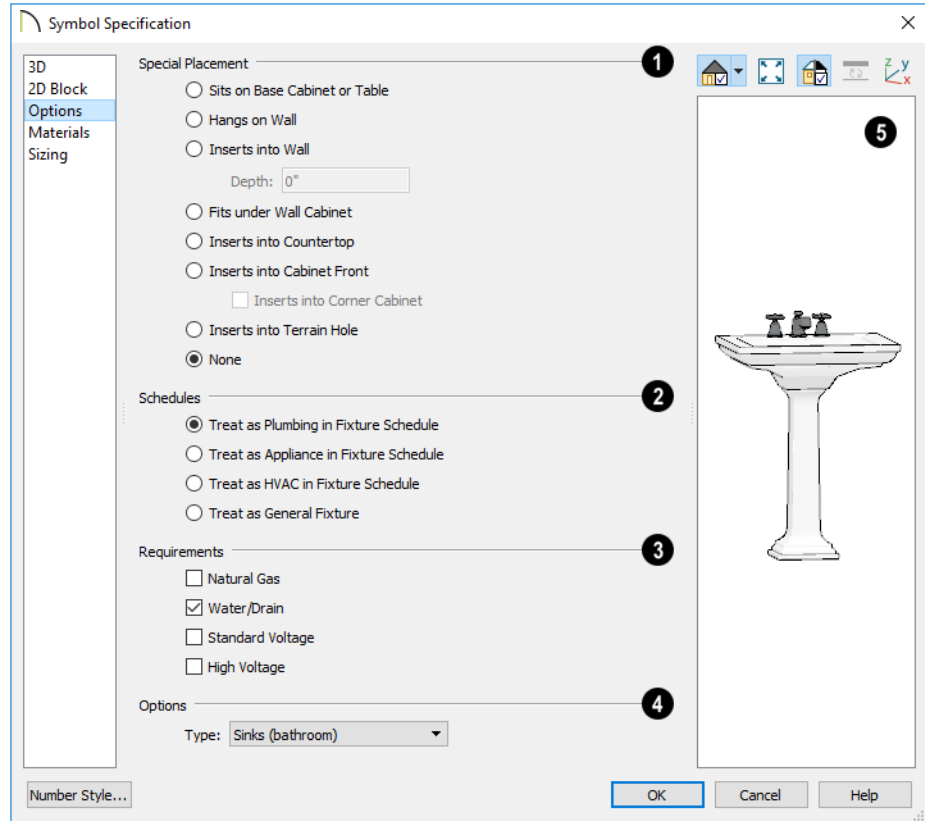 Symbol Specification
3D
2D Block
Options
Materials
Sizing
Special Placement
1
Sits on Base Cabinet or Table
Hangs on Wall
Inserts into Wall
Depth: 0"
Fits under Wall Cabinet
Inserts into Countertop
Inserts into Cabinet Front
Inserts into Corner Cabinet
Inserts into Terrain Hole
None
Schedules
2
Treat as Plumbing in Fixture Schedule
Treat as Appliance in Fixture Schedule
Treat as HVAC in Fixture Schedule
Treat as General Fixture
Requirements
3
Natural Gas
Water/Drain
Standard Voltage
High Voltage
Options
4
Type: Sinks (bathroom)
z y x
5
Number Style...
OK
Cancel
Help